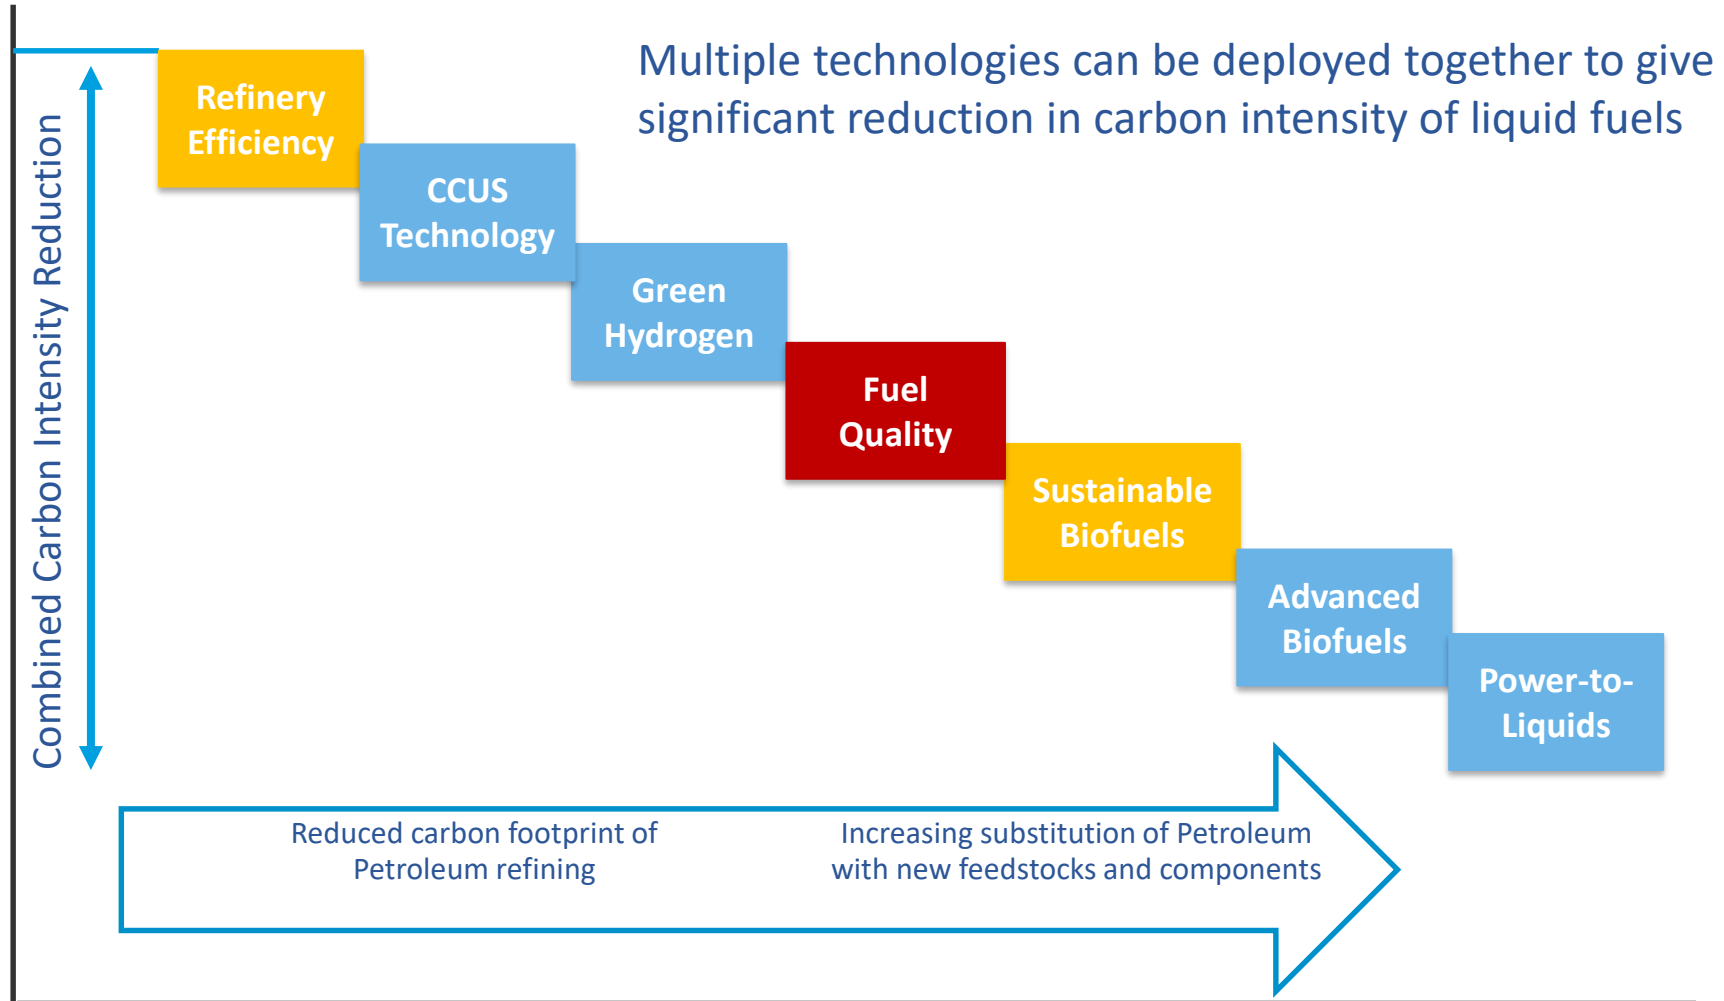 Multiple technologies can be deployed together to give
significant reduction in carbon intensity of liquid fuels
Combined Carbon Intensity Reduction
Refinery
Efficiency
CCUS
Technology
Green
Hydrogen
Fuel
Quality
Sustainable
Biofuels
Advanced
Biofuels
Power-to-
Liquids
Reduced carbon footprint of
Petroleum refining
Increasing substitution of Petroleum
with new feedstocks and components